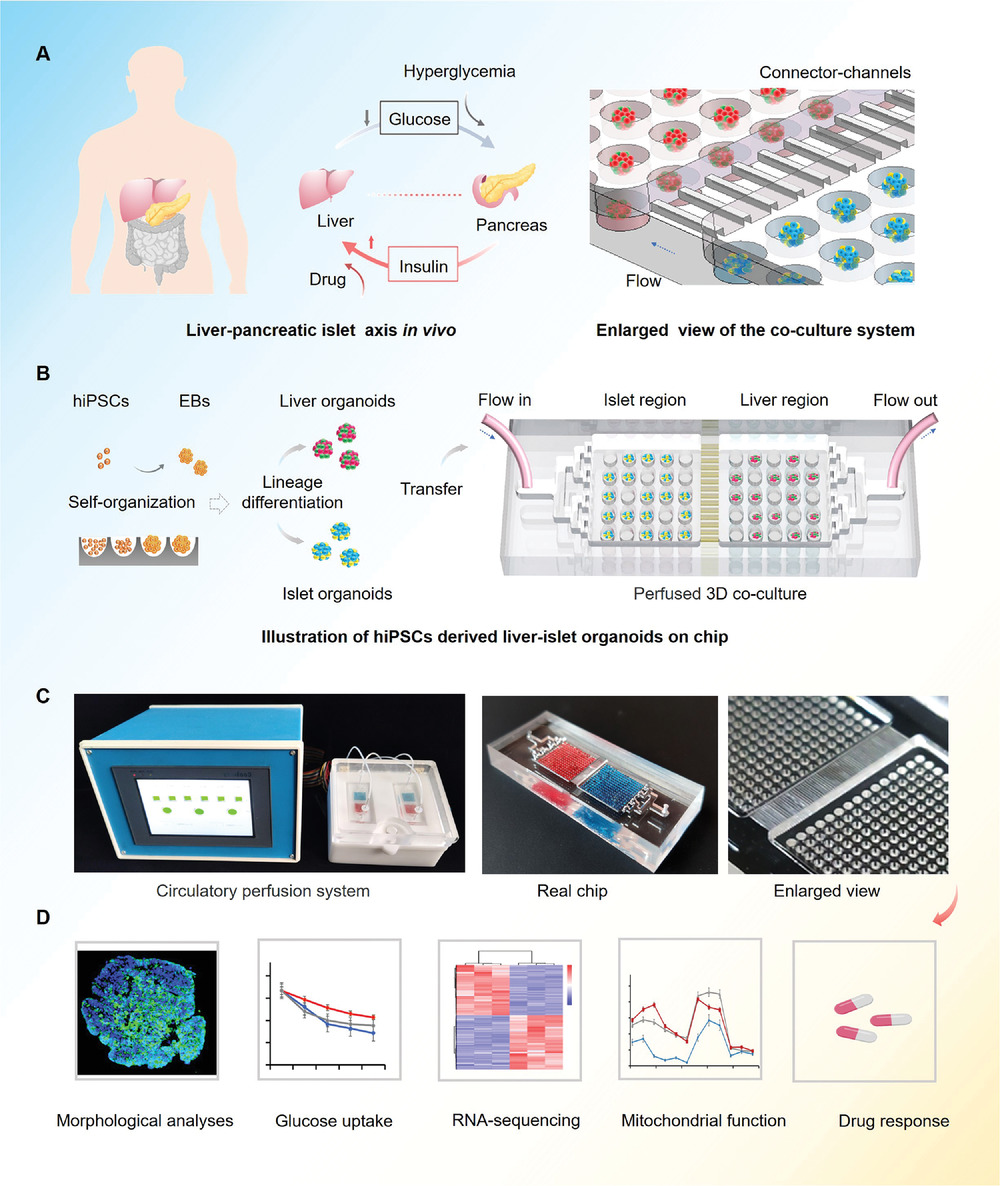 A
Hyperglycemia
Glucose
Liver
Pancreas
Insulin
Drug
Liver-pancreatic islet axis in vivo
Connector-channels
Flow
Enlarged view of the co-culture system
B
hiPSCs
EBs
Self-organization
Liver organoids
Lineage
differentiation
Islet organoids
Transfer
Flow in
Islet region
Liver region
Flow out
Perfused 3D co-culture
Illustration of hiPSCs derived liver-islet organoids on chip
C
Circulatory perfusion system
Real chip
Enlarged view
D
Morphological analyses
Glucose uptake
RNA-sequencing
Mitochondrial function
Drug response